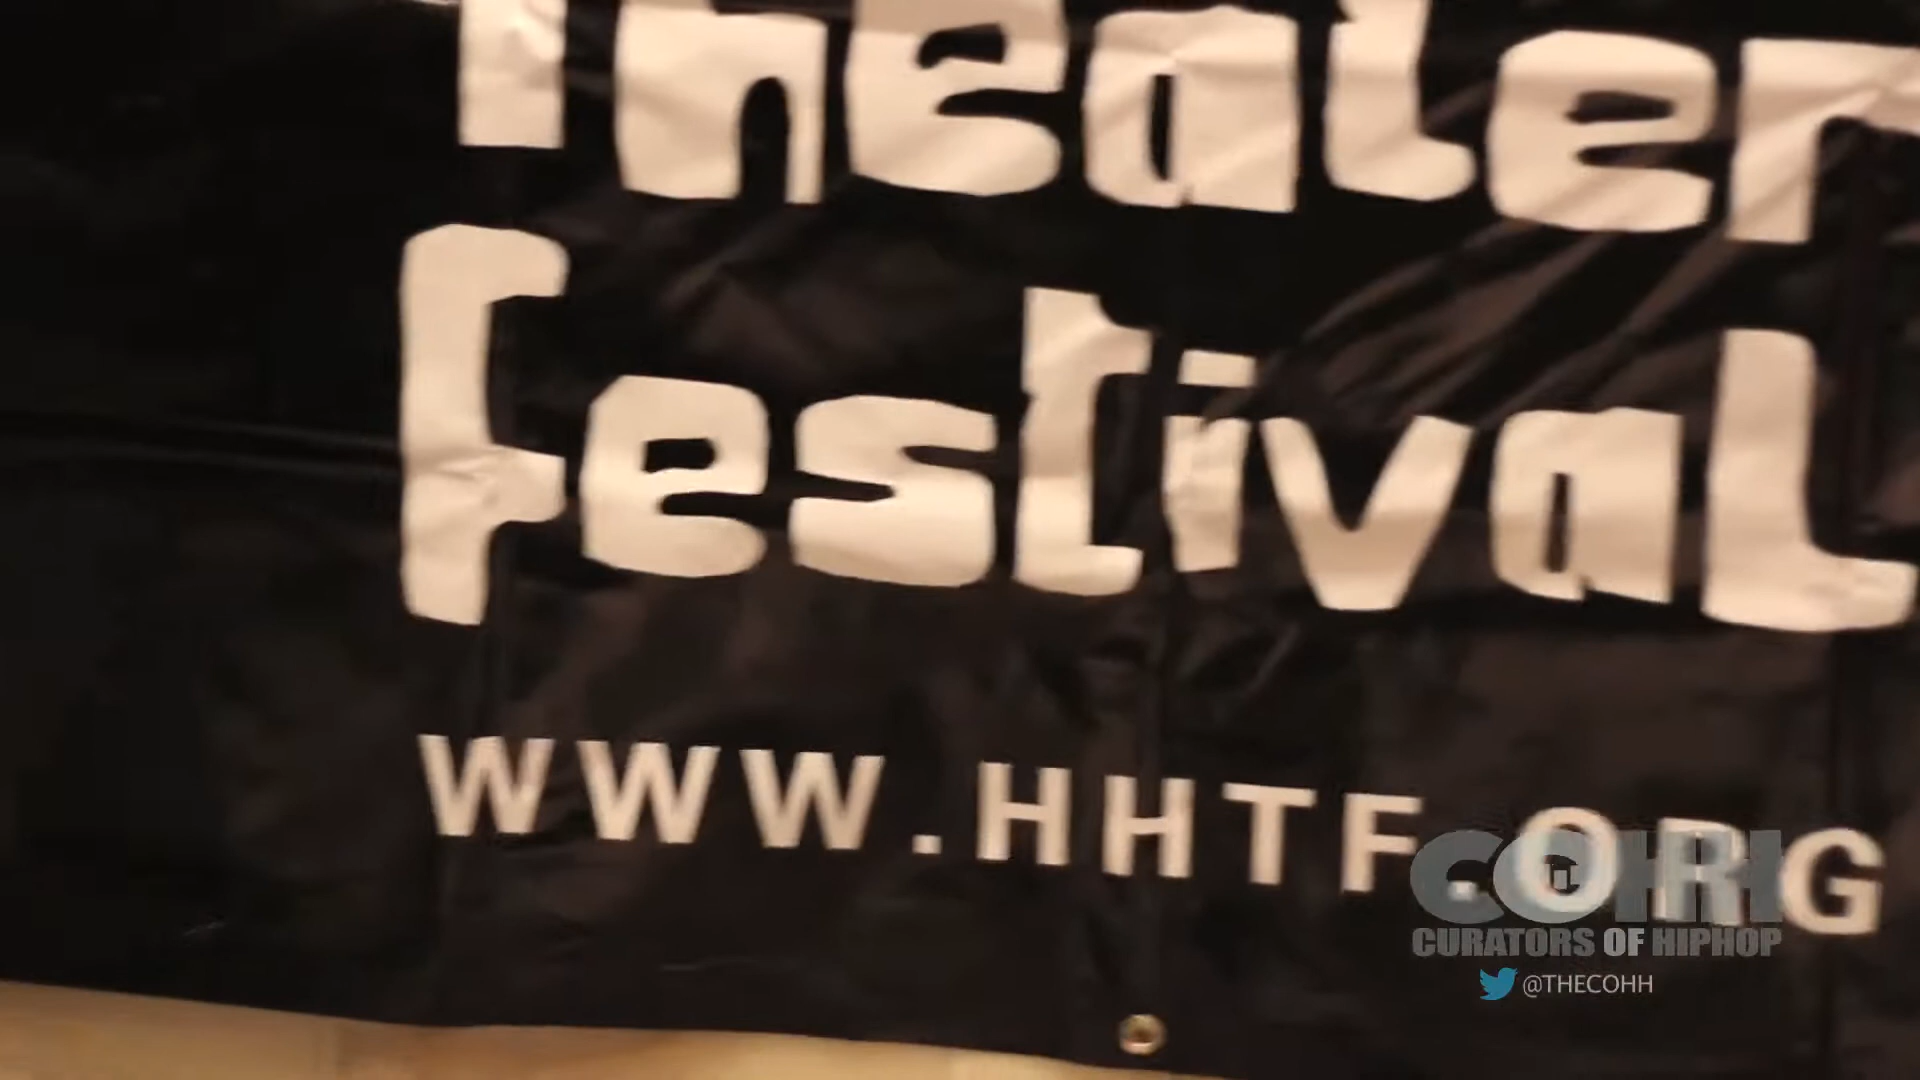 Theater
Festival
WWW.HHTF.ORG
COHH
CURATORS OF HIPHOP
@THECOHH